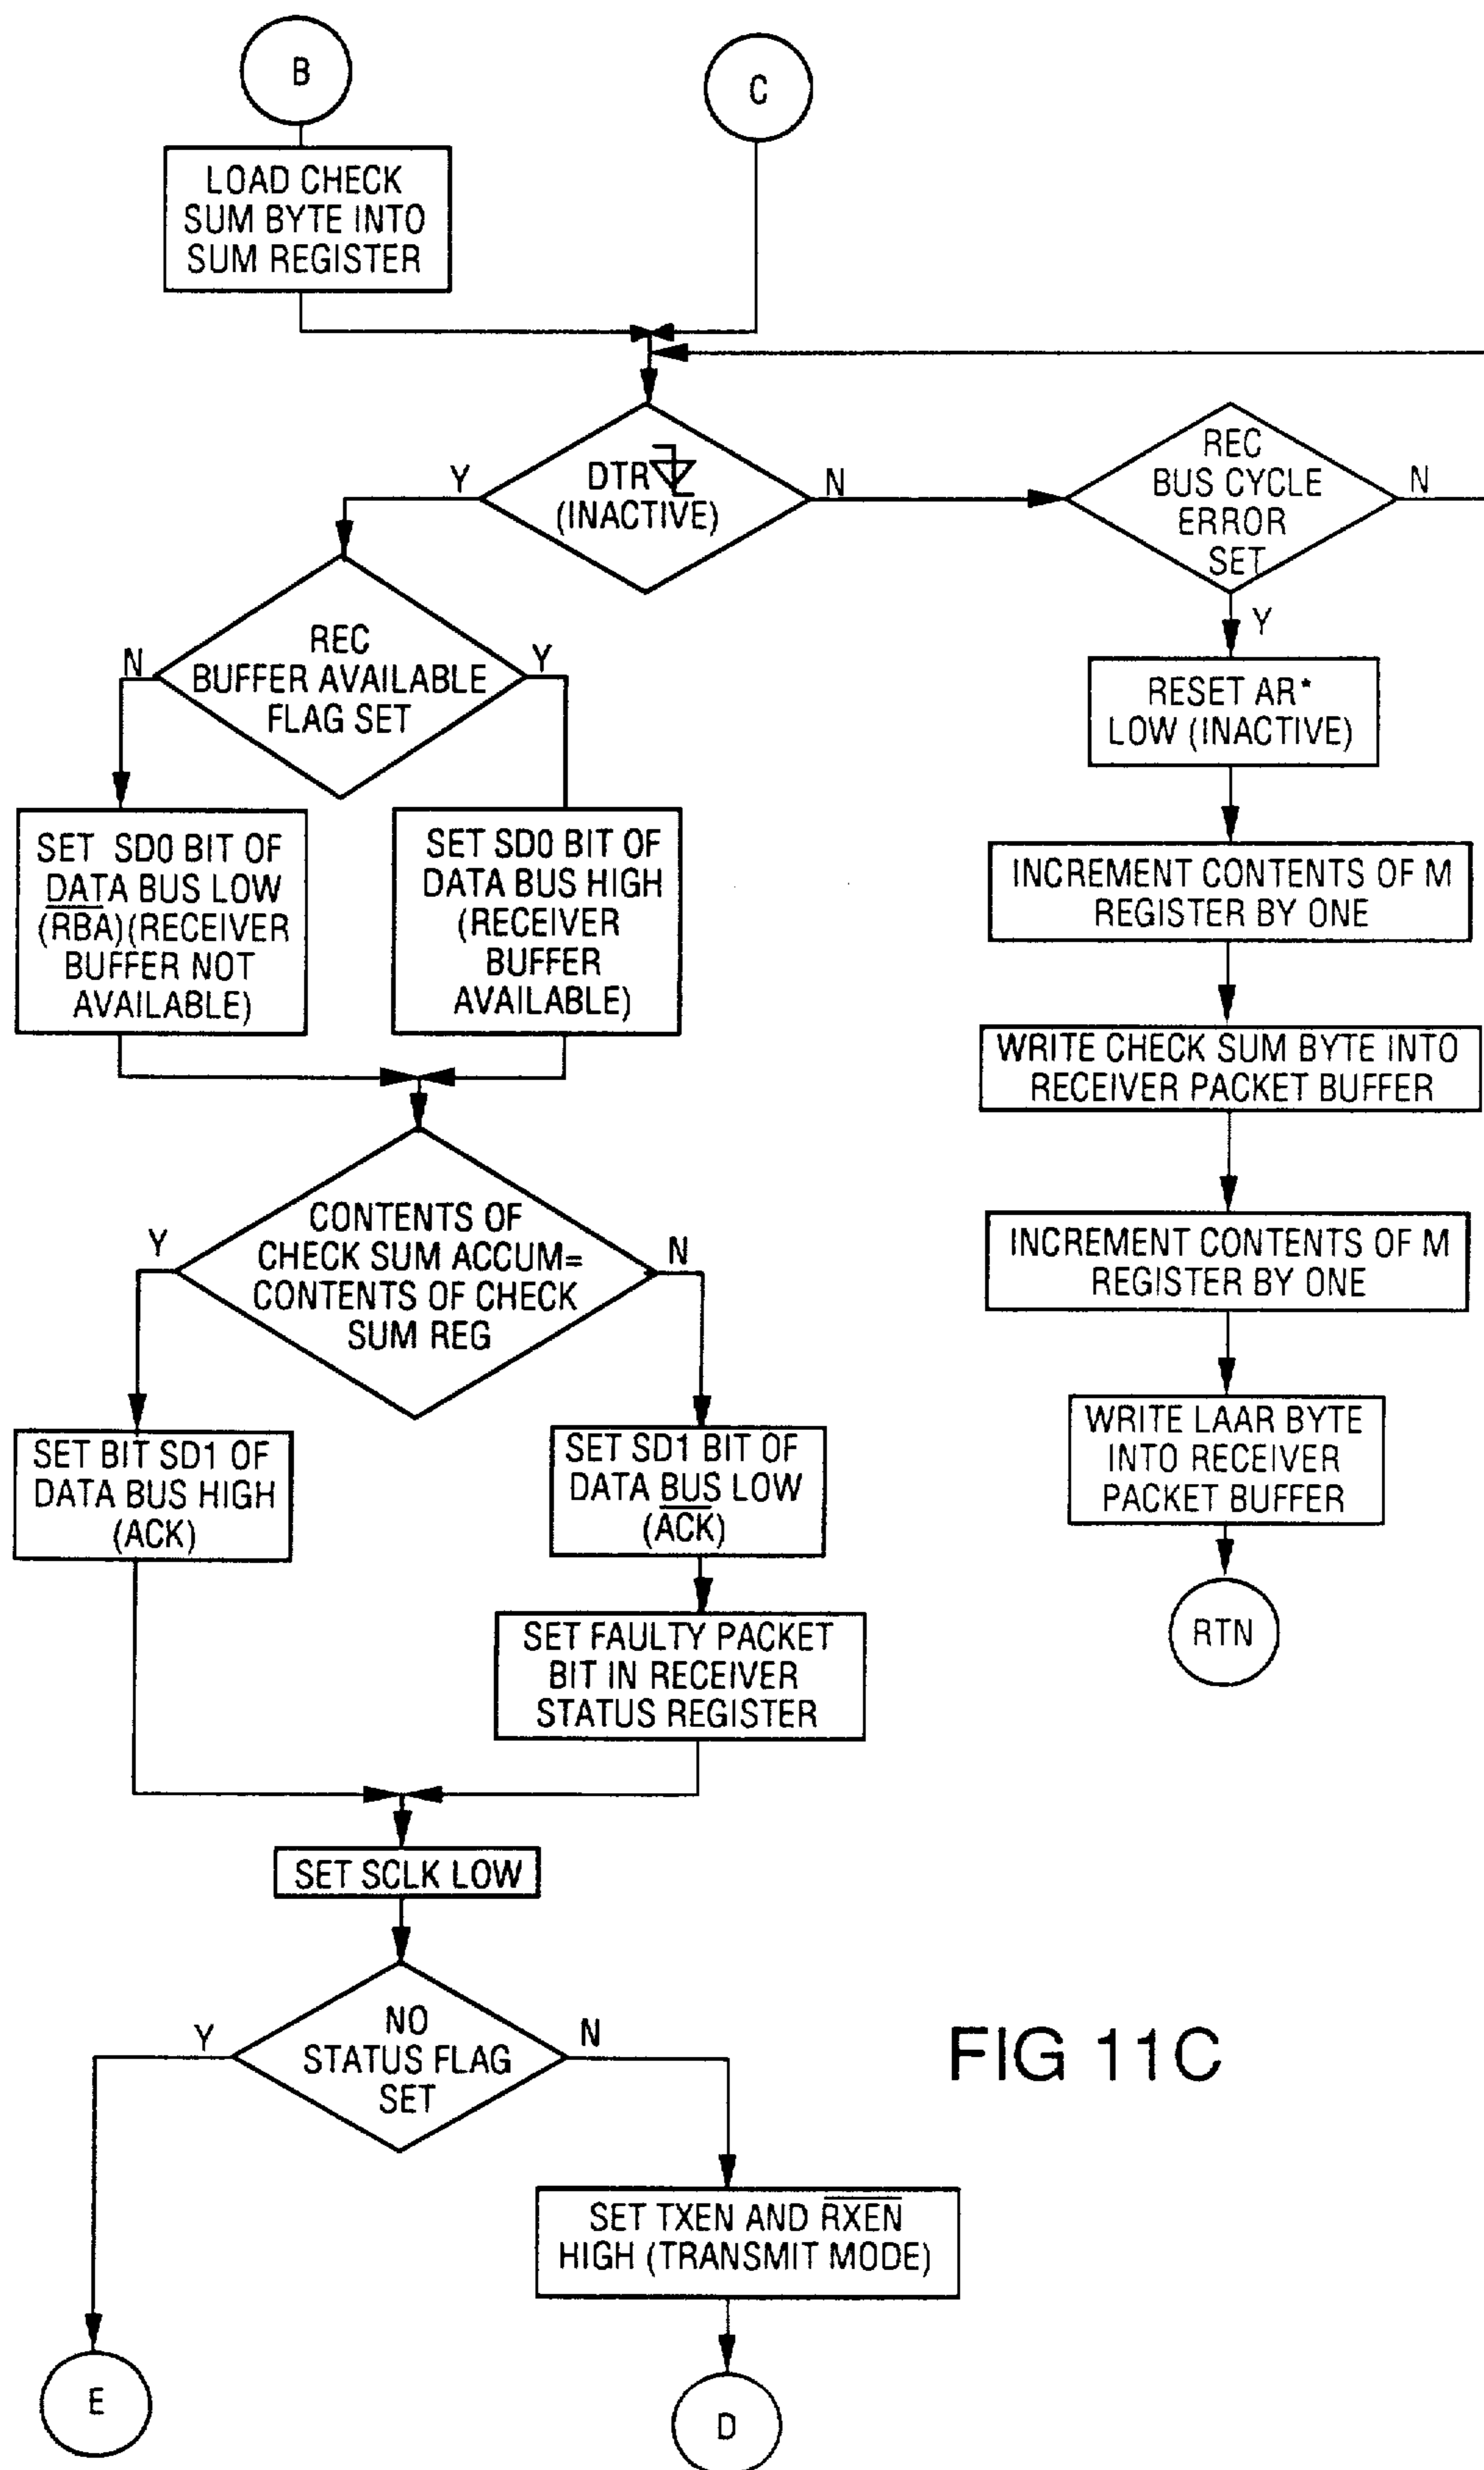 B
C
LOAD CHECK
SUM BYTE INTO
SUM REGISTER
DTR
(INACTIVE)
Y
N
REC
BUS CYCLE
ERROR
SET
N
Y
REC
BUFFER AVAILABLE
FLAG SET
N
Y
RESET AR*
LOW (INACTIVE)
SET SD0 BIT OF
DATA BUS LOW
(R̅B̅A̅)(RECEIVER
BUFFER NOT
AVAILABLE)
SET SD0 BIT OF
DATA BUS HIGH
(RECEIVER
BUFFER
AVAILABLE)
INCREMENT CONTENTS OF M
REGISTER BY ONE
WRITE CHECK SUM BYTE INTO
RECEIVER PACKET BUFFER
CONTENTS OF
CHECK SUM ACCUM=
CONTENTS OF CHECK
SUM REG
Y
N
INCREMENT CONTENTS OF M
REGISTER BY ONE
SET BIT SD1 OF
DATA BUS HIGH
(ACK)
SET SD1 BIT OF
DATA BUS LOW
(A̅C̅K̅)
WRITE LAAR BYTE
INTO RECEIVER
PACKET BUFFER
RTN
SET FAULTY PACKET
BIT IN RECEIVER
STATUS REGISTER
SET SCLK LOW
NO
STATUS FLAG
SET
Y
N
FIG 11C
SET TXEN AND R̅X̅E̅N̅
HIGH (TRANSMIT MODE)
E
D